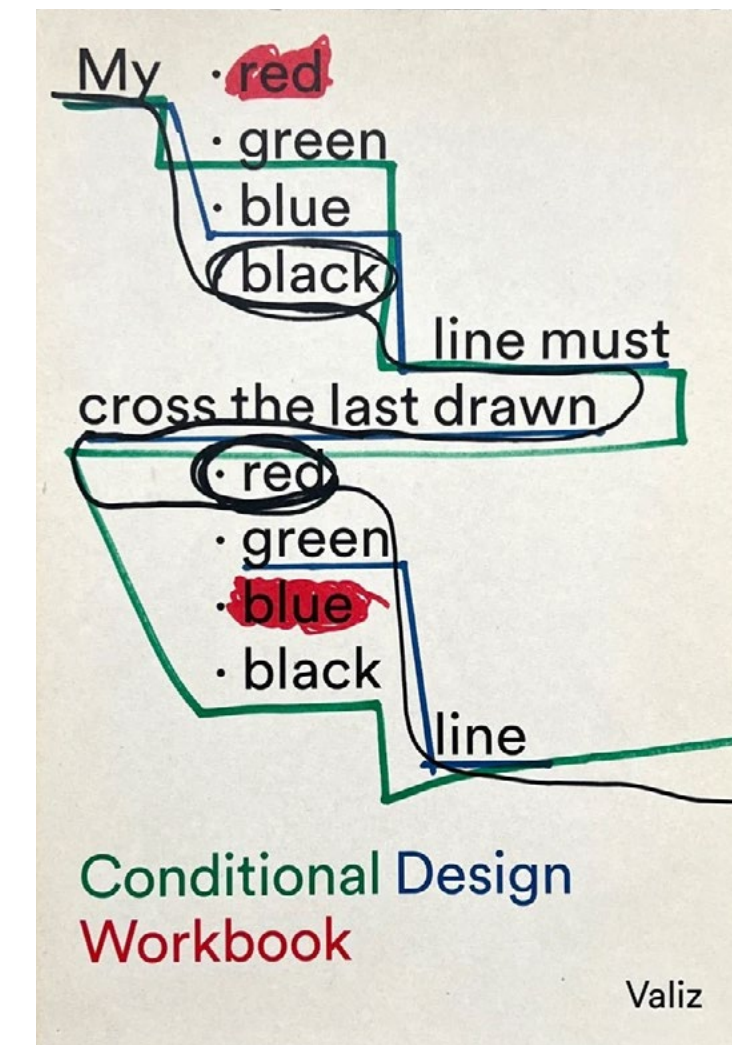 My
· red
· green
· blue
· black
line must
cross the last drawn
· red
· green
· blue
· black
line
Conditional Design
Workbook
Valiz